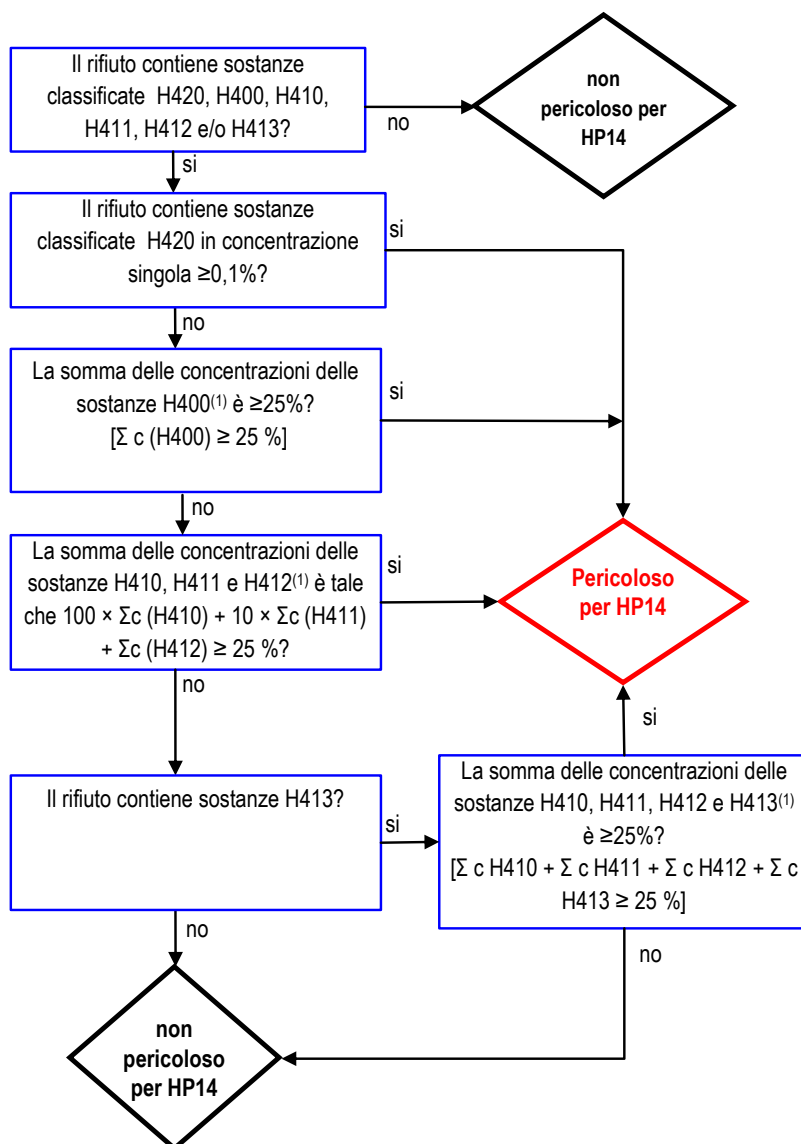 Il rifiuto contiene sostanze
classificate H420, H400, H410,
H411, H412 e/o H413?
no
non
pericoloso per
HP14
si
Il rifiuto contiene sostanze
classificate H420 in concentrazione
singola ≥0,1%?
si
no
La somma delle concentrazioni delle
sostanze H400(1) è ≥25%?
[Σ c (H400) ≥ 25 %]
si
no
La somma delle concentrazioni delle
sostanze H410, H411 e H412(1) è tale
che 100 × Σc (H410) + 10 × Σc (H411)
+ Σc (H412) ≥ 25 %?
si
Pericoloso
per HP14
no
si
Il rifiuto contiene sostanze H413?
si
La somma delle concentrazioni delle
sostanze H410, H411, H412 e H413(1)
è ≥25%?
[Σ c H410 + Σ c H411 + Σ c H412 + Σ c
H413 ≥ 25 %]
no
no
non
pericoloso
per HP14